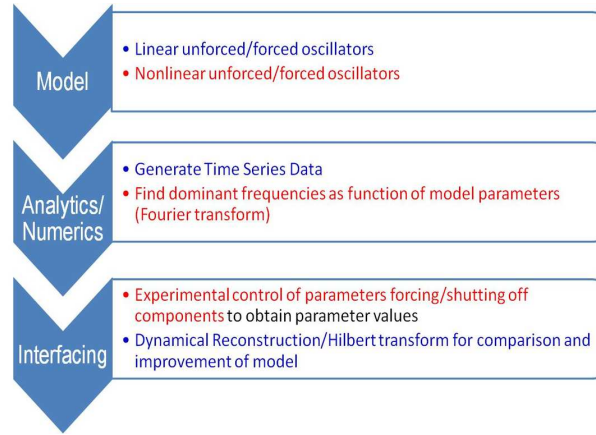 Model
• Linear unforced/forced oscillators
• Nonlinear unforced/forced oscillators
Analytics/
Numerics
• Generate Time Series Data
• Find dominant frequencies as function of model parameters
(Fourier transform)
Interfacing
• Experimental control of parameters forcing/shutting off
components to obtain parameter values
• Dynamical Reconstruction/Hilbert transform for comparison and
improvement of model